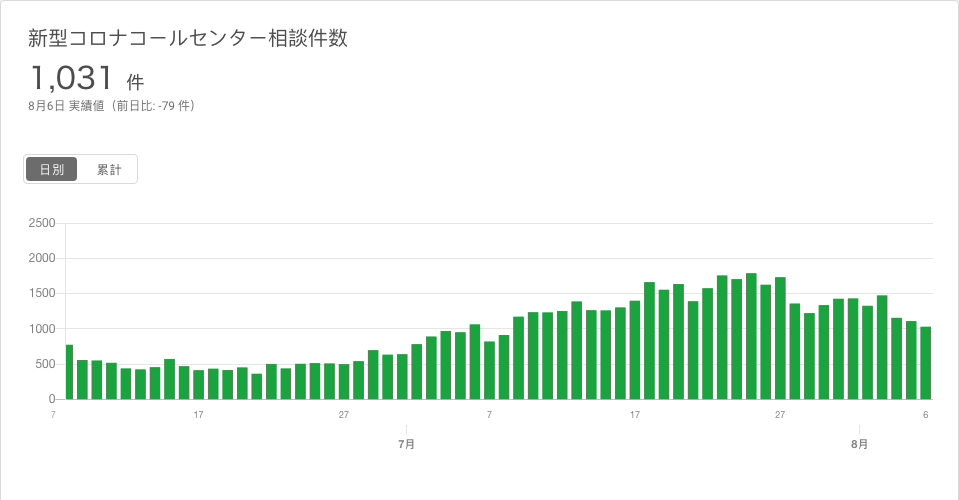 新型コロナコールセンター相談件数
1,031 件
8月6日 実績値（前日比: -79 件）
日別 累計
2500
2000
1500
1000
500
0
7 17 27 7 17 27 6
7月 8月